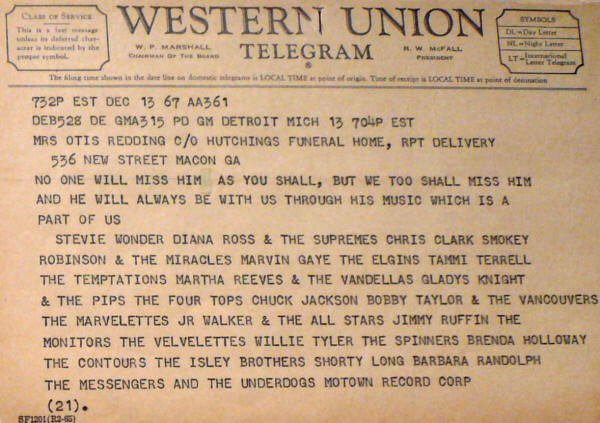 CLASS OF SERVICE
This is a fast message
unless its deferred char-
acter is indicated by the
proper symbol.
WESTERN UNION
TELEGRAM
W. P. MARSHALL
CHAIRMAN OF THE BOARD
R. W. McFALL
PRESIDENT
SYMBOLS
DL=Day Letter
NL=Night Letter
LT=International Letter Telegram
The filing time shown in the date line on domestic telegrams is LOCAL TIME at point of origin. Time of receipt is LOCAL TIME at point of destination
732P EST DEC 13 67 AA361
DEB528 DE GMA315 PD GM DETROIT MICH 13 704P EST
MRS OTIS REDDING C/O HUTCHINGS FUNERAL HOME, RPT DELIVERY
536 NEW STREET MACON GA
NO ONE WILL MISS HIM AS YOU SHALL, BUT WE TOO SHALL MISS HIM
AND HE WILL ALWAYS BE WITH US THROUGH HIS MUSIC WHICH IS A
PART OF US
STEVIE WONDER DIANA ROSS & THE SUPREMES CHRIS CLARK SMOKEY
ROBINSON & THE MIRACLES MARVIN GAYE THE ELGINS TAMMI TERRELL
THE TEMPTATIONS MARTHA REEVES & THE VANDELLAS GLADYS KNIGHT
& THE PIPS THE FOUR TOPS CHUCK JACKSON BOBBY TAYLOR & THE VANCOUVERS
THE MARVELETTES JR WALKER & THE ALL STARS JIMMY RUFFIN THE
MONITORS THE VELVELETTES WILLIE TYLER THE SPINNERS BRENDA HOLLOWAY
THE CONTOURS THE ISLEY BROTHERS SHORTY LONG BARBARA RANDOLPH
THE MESSENGERS AND THE UNDERDOGS MOTOWN RECORD CORP
(21).
SF1201(R2-65)